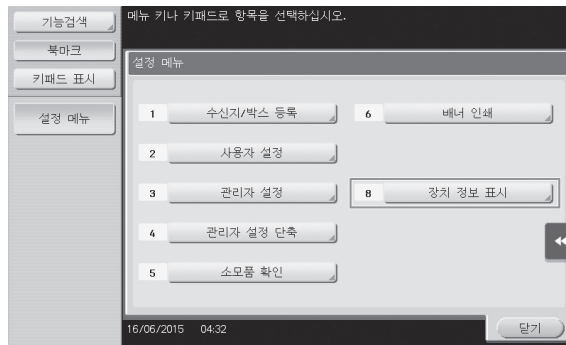 기능검색
북마크
키패드 표시
설정 메뉴
메뉴 키나 키패드로 항목을 선택하십시오.
설정 메뉴
1 수신지/박스 등록
2 사용자 설정
3 관리자 설정
4 관리자 설정 단축
5 소모품 확인
6 배너 인쇄
8 장치 정보 표시
16/06/2015 04:32
닫기